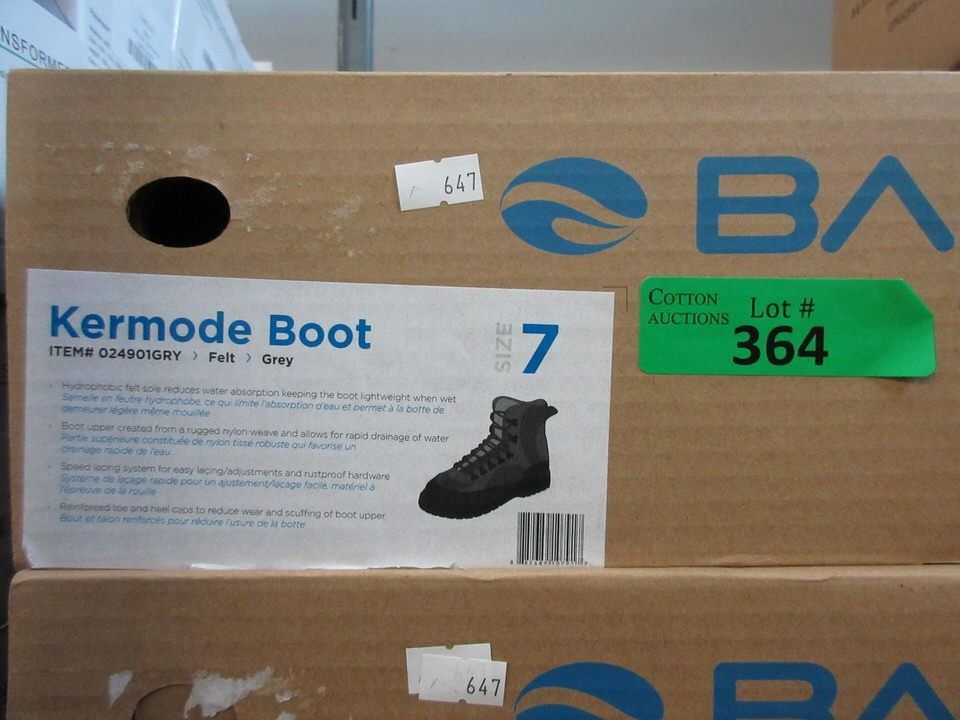 NSFORME
647
BA
COTTON
AUCTIONS
Lot #
364
Kermode Boot
ITEM# 024901GRY > Felt > Grey
SIZE 7
Hydrophobic felt sole reduces water absorption keeping the boot lightweight when wet
Semelle en feutre hydrophobe, ce qui limite l'absorption d'eau et permet à la botte de
demeurer légère même mouillée
Boot upper created from a rugged nylon weave and allows for rapid drainage of water
Partie supérieure constituée de nylon tissé robuste qui favorise un
drainage rapide de l'eau
Speed lacing system for easy lacing/adjustments and rustproof hardware
Système de laçage rapide pour un ajustement/laçage facile, matériel à
l'épreuve de la rouille
Reinforced toe and heel caps to reduce wear and scuffing of boot upper
Bout et talon renforcés pour réduire l'usure de la botte
647
BA